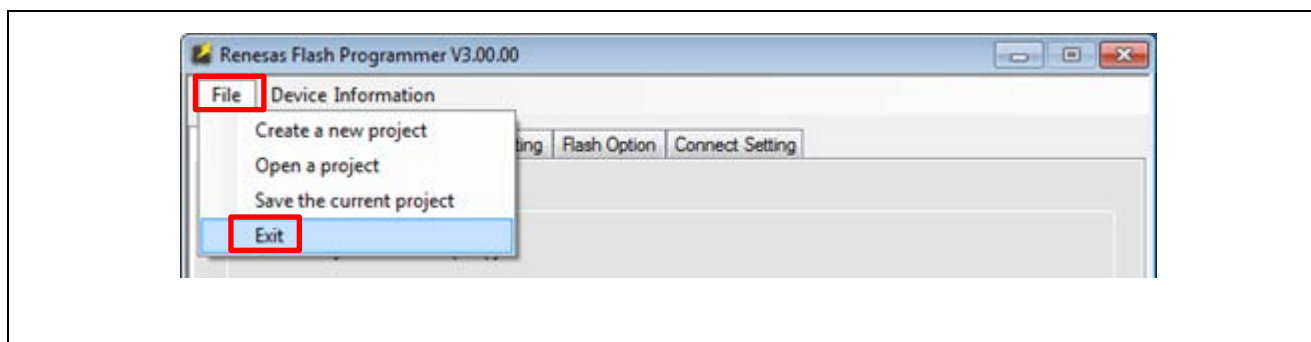 Renesas Flash Programmer V3.00.00
File Device Information
Create a new project
ting Flash Option Connect Setting
Open a project
Save the current project
Exit